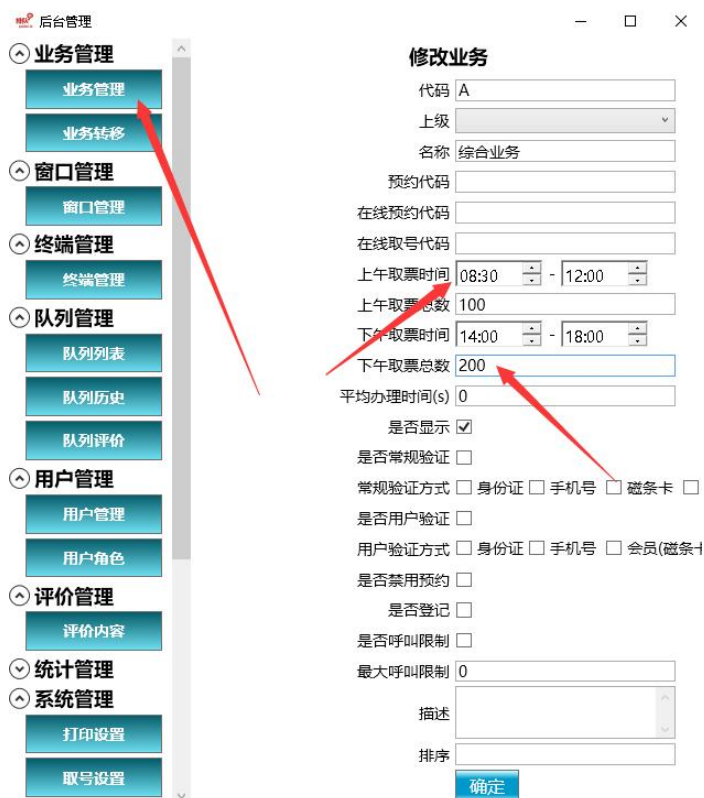 后台管理
业务管理
业务管理
业务转移
窗口管理
窗口管理
终端管理
终端管理
队列管理
队列列表
队列历史
队列评价
用户管理
用户管理
用户角色
评价管理
评价内容
统计管理
系统管理
打印设置
取号设置
修改业务
代码 A
上级
名称 综合业务
预约代码
在线预约代码
在线取号代码
上午取票时间 08:30 - 12:00
上午取票总数 100
下午取票时间 14:00 - 18:00
下午取票总数 200
平均办理时间(s) 0
是否显示
是否常规验证
常规验证方式 身份证 手机号 磁条卡
是否用户验证
用户验证方式 身份证 手机号 会员(磁条卡
是否禁用预约
是否登记
是否呼叫限制
最大呼叫限制 0
描述
排序
确定